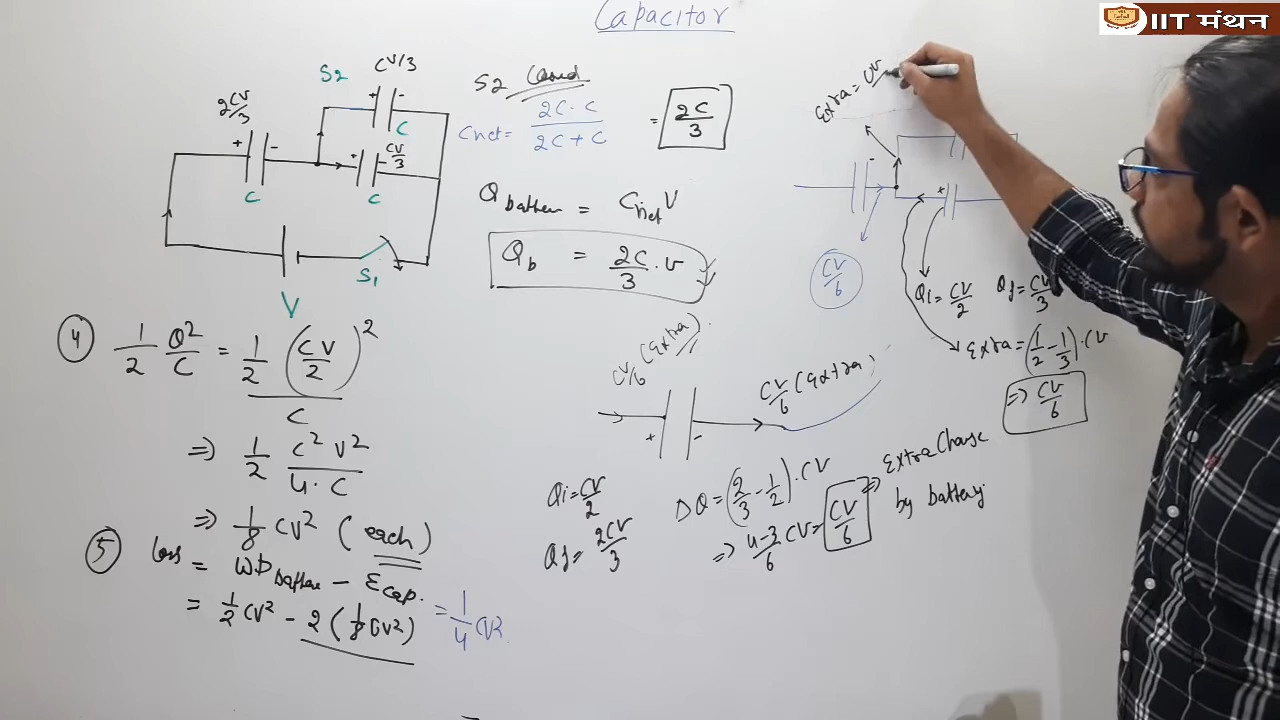 Capacitor
IIT मंथन
S2
CV/3
+ -
C
2CV/3
+ -
C
+ -
CV/3
C
S1
V
S2 Closed
Cnet = 2C · C / 2C + C = 2C/3
Qbattery = Cnet V
Qb = 2C/3 · V
④ 1/2 Q²/C = 1/2 (CV/2)² / C
⇒ 1/2 C²V² / 4 · C
⇒ 1/8 CV² (each)
⑤ Loss = WDbattery - Ecap.
= 1/2 CV² - 2 (1/8 CV²) = 1/4 CV²
CV/6 (Extra)
+ -
CV/6 (Extra)
Qi = CV/2
Qf = 2CV/3
ΔQ = (2/3 - 1/2) · CV
⇒ 4-3/6 CV = CV/6 ⇒ Extra Charge
by battery
Extra = CV
-
+
CV/6
Qi = CV/2 Qf = CV/3
Extra = (1/2 - 1/3) · CV
⇒ CV/6